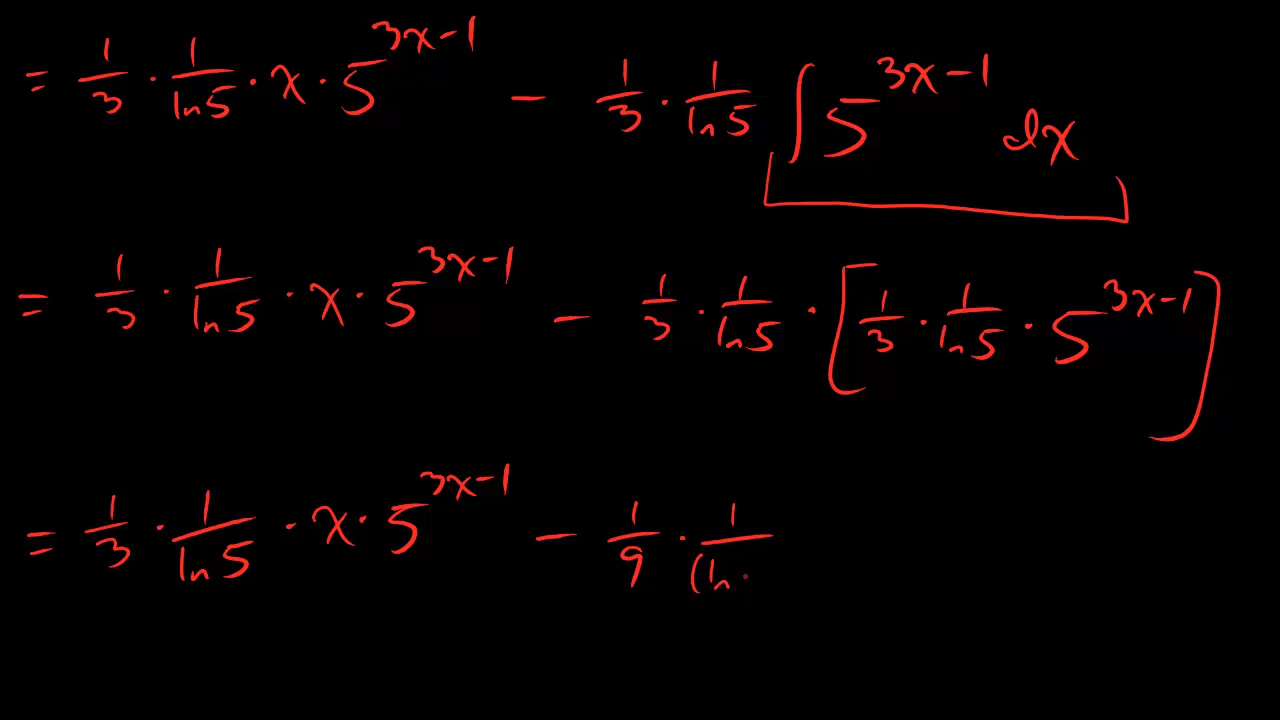 = 1/3 · 1/ln5 · x · 5^(3x-1) - 1/3 · 1/ln5 ∫ 5^(3x-1) dx
= 1/3 · 1/ln5 · x · 5^(3x-1) - 1/3 · 1/ln5 · [1/3 · 1/ln5 · 5^(3x-1)]
= 1/3 · 1/ln5 · x · 5^(3x-1) - 1/9 · 1/(ln